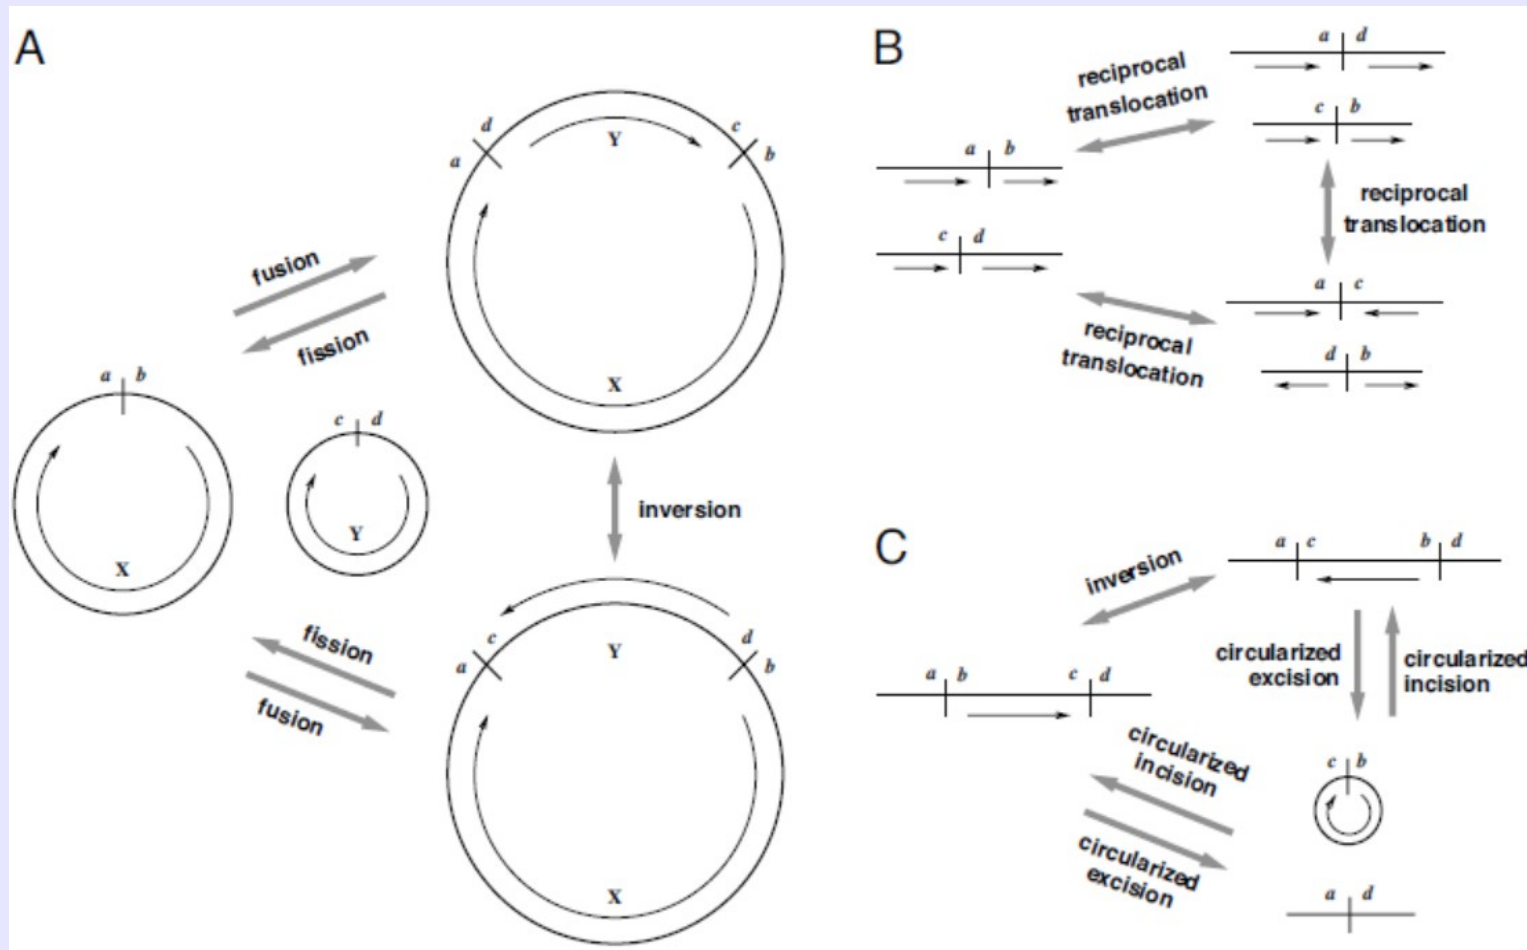 A
d
c
a
Y
b
fusion
fission
X
a b
c d
Y
X
inversion
fission
fusion
c
d
a
Y
b
X
B
reciprocal
translocation
a d
c b
a b
c d
reciprocal
translocation
a c
d b
reciprocal
translocation
C
inversion
a c b d
circularized
excision
circularized
incision
a b c d
circularized
incision
circularized
excision
c b
a d